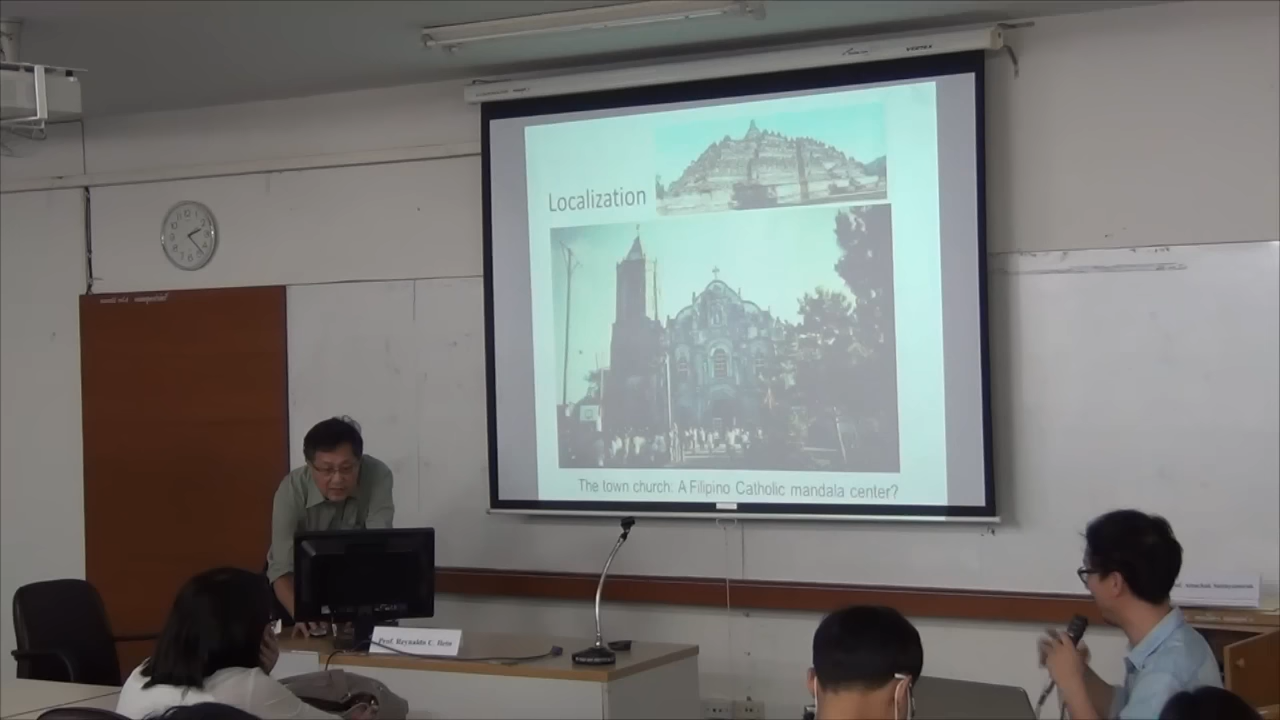 Localization
The town church: A Filipino Catholic mandala center?
Prof. Reynaldo C. Ileto